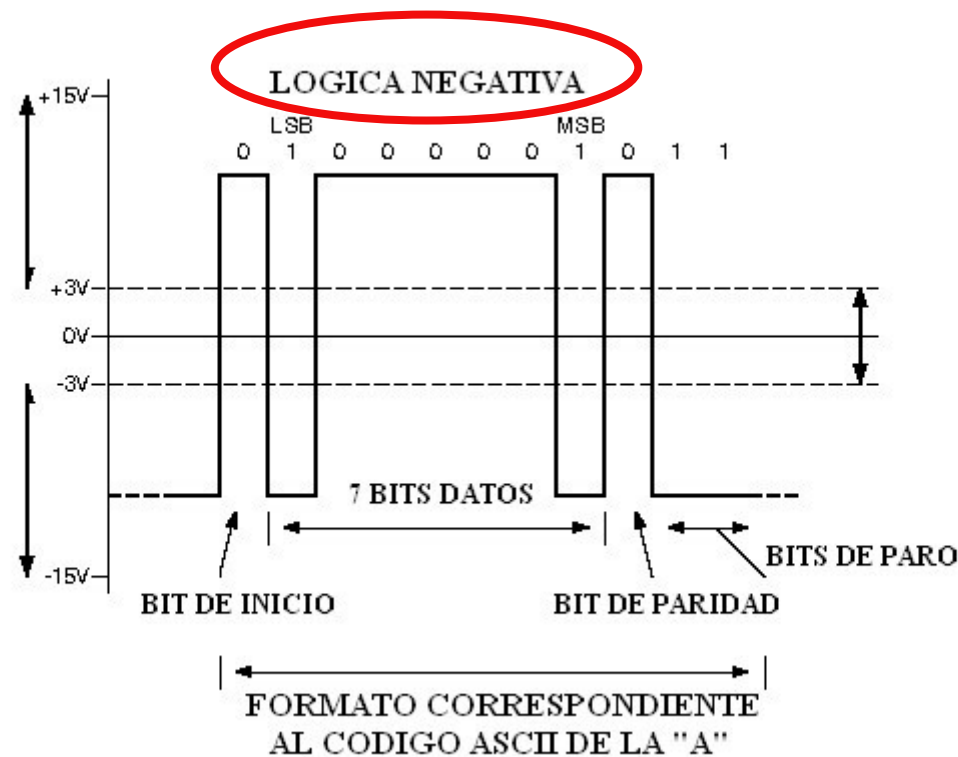 LOGICA NEGATIVA
+15V
LSB MSB
0 1 0 0 0 0 0 1 0 1 1
+3V
0V
-3V
7 BITS DATOS
BITS DE PARO
-15V
BIT DE INICIO BIT DE PARIDAD
FORMATO CORRESPONDIENTE
AL CODIGO ASCII DE LA "A"